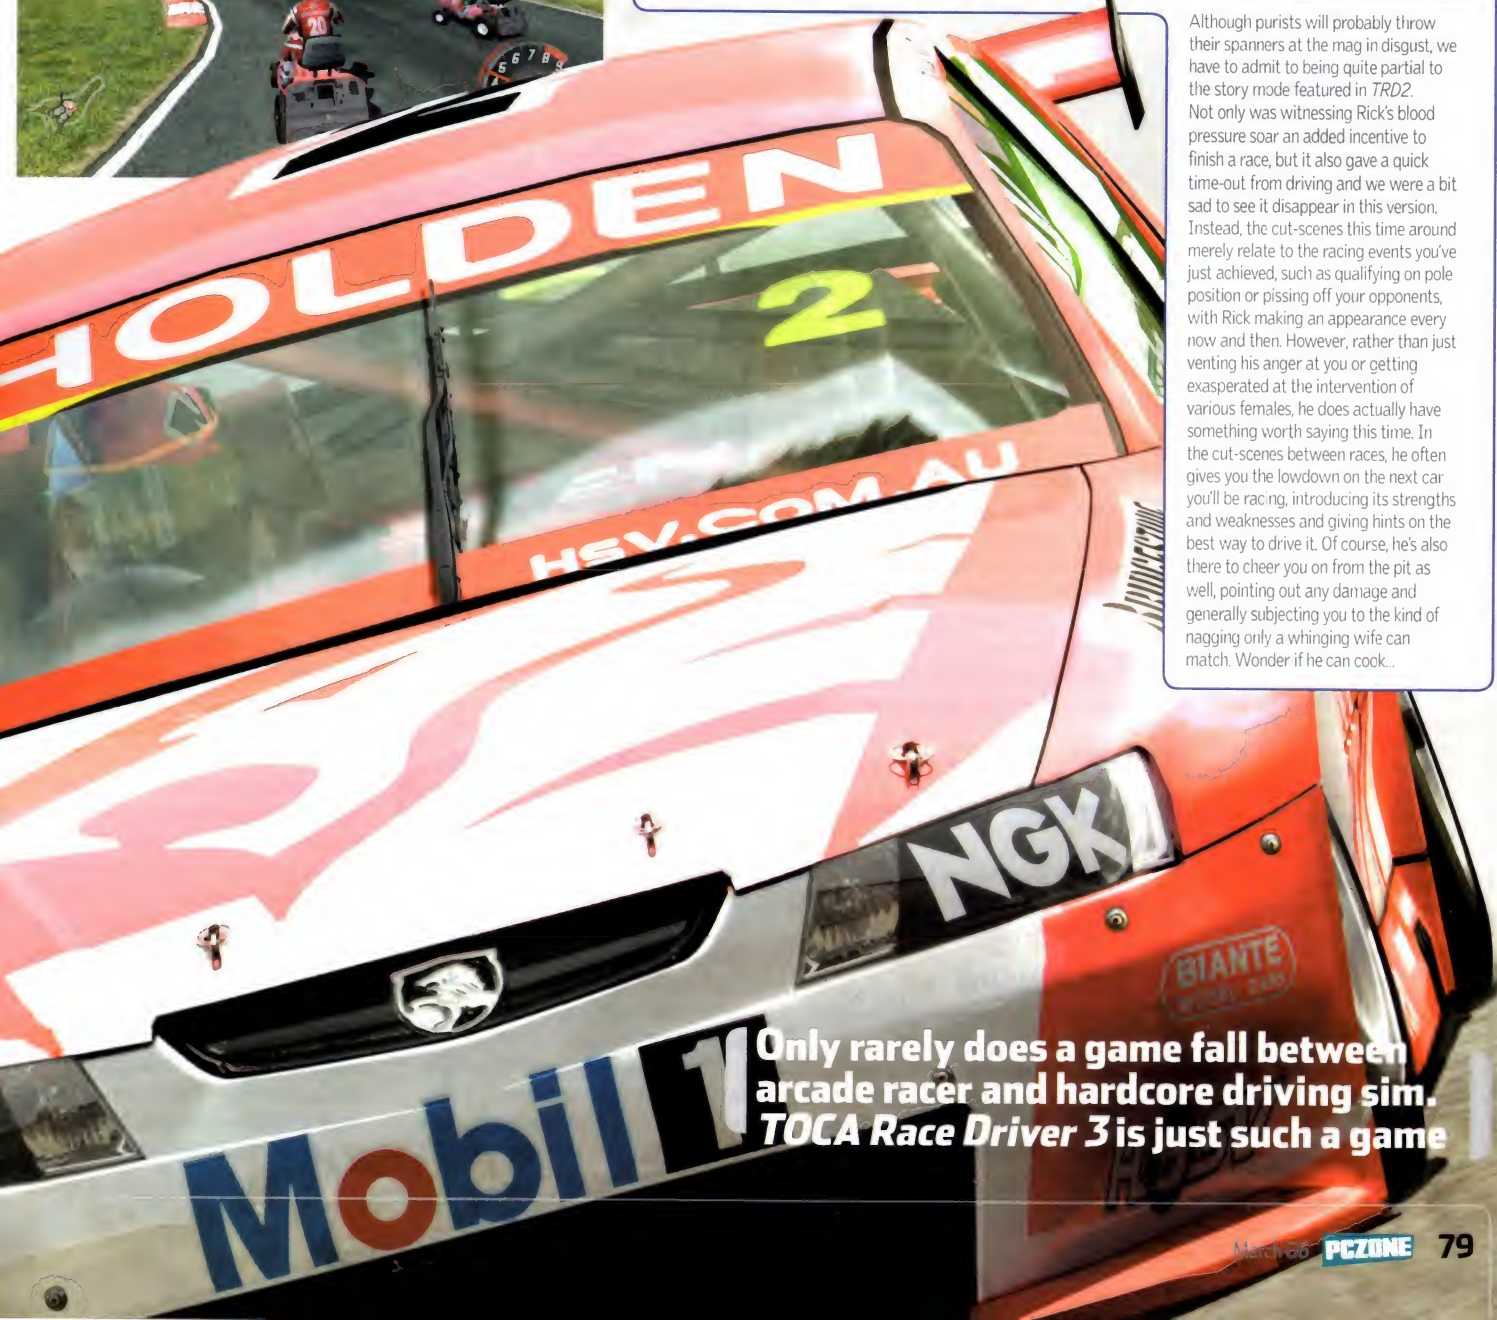 20
5 6 7 8 9
Although purists will probably throw
their spanners at the mag in disgust, we
have to admit to being quite partial to
the story mode featured in TRD2.
Not only was witnessing Rick's blood
pressure soar an added incentive to
finish a race, but it also gave a quick
time-out from driving and we were a bit
sad to see it disappear in this version.
Instead, the cut-scenes this time around
merely relate to the racing events you've
just achieved, such as qualifying on pole
position or pissing off your opponents,
with Rick making an appearance every
now and then. However, rather than just
venting his anger at you or getting
exasperated at the intervention of
various females, he does actually have
something worth saying this time. In
the cut-scenes between races, he often
gives you the lowdown on the next car
you'll be racing, introducing its strengths
and weaknesses and giving hints on the
best way to drive it. Of course, he's also
there to cheer you on from the pit as
well, pointing out any damage and
generally subjecting you to the kind of
nagging only a whinging wife can
match. Wonder if he can cook...
HOLDEN
2
HSV.COM AU
BRIDGESTONE
NGK
BIANTE
Mobil 1
Only rarely does a game fall between
arcade racer and hardcore driving sim.
TOCA Race Driver 3 is just such a game
March 06 PCZONE 79